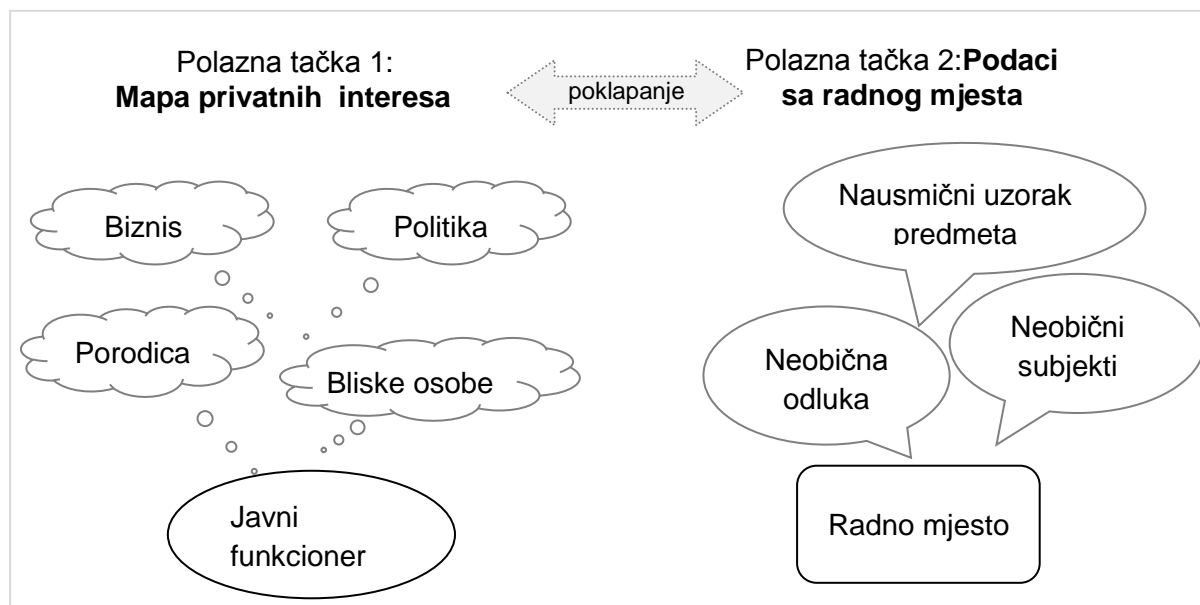 Polazna tačka 1:
Mapa privatnih interesa
poklapanje
Polazna tačka 2:Podaci
sa radnog mjesta
Biznis
Politika
Porodica
Bliske osobe
Javni
funkcioner
Nausmični uzorak
predmeta
Neobična
odluka
Neobični
subjekti
Radno mjesto